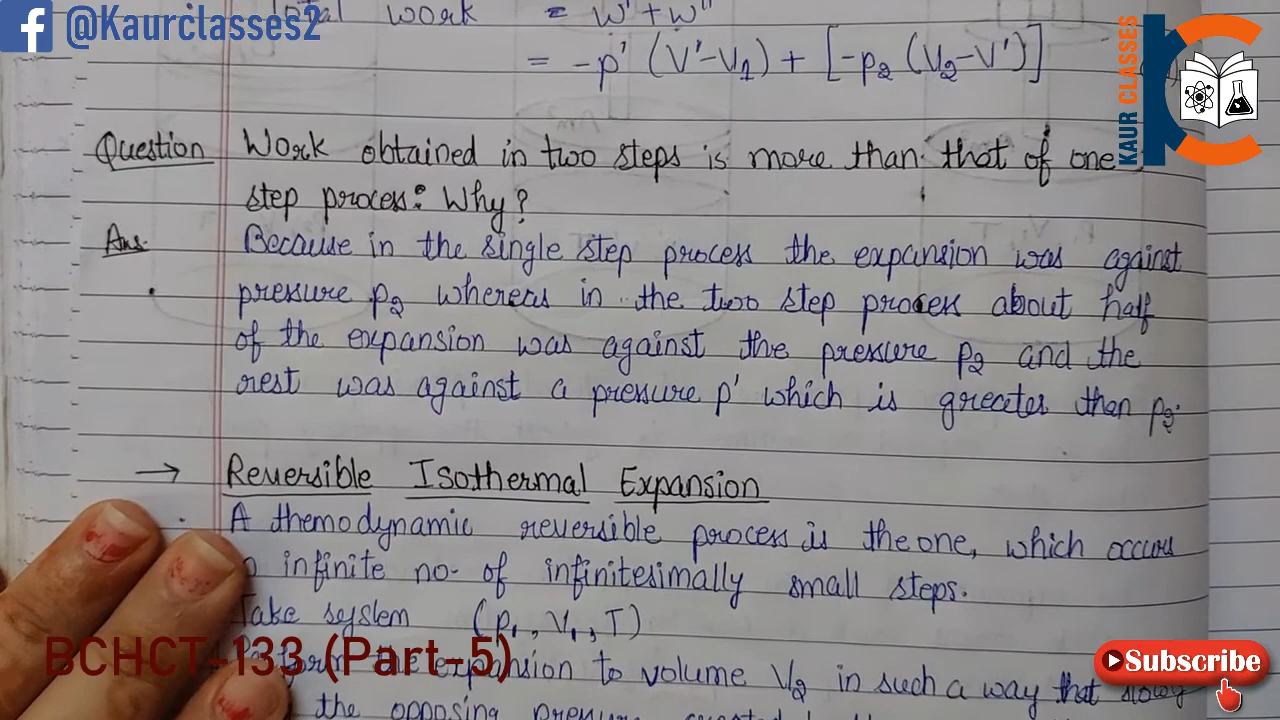 @Kaurclasses2
Total work = w' + w"
= -p' (V'-V1) + [-p2 (V2-V')]
KAUR CLASSES
Question Work obtained in two steps is more than that of one
step process: Why?
Ans. Because in the single step process the expansion was against
pressure p2 whereas in the two step process about half
of the expansion was against the pressure p2 and the
rest was against a pressure p' which is greater than p2.
→ Reversible Isothermal Expansion
A themodynamic reversible process is the one, which occurs
infinite no. of infinitesimally small steps.
Take system (P1, V1, T)
BCHCT-133 (Part-5)
the expansion to volume V2 in such a way that slowly
the opposing
Subscribe